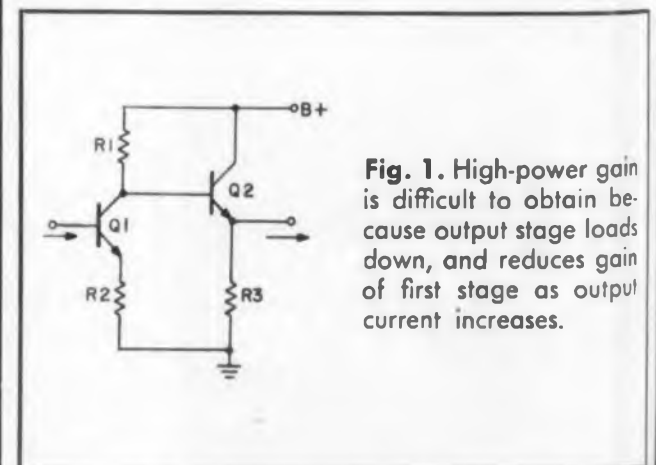 B+
R1
Q2
Q1
R2
R3
Fig. 1. High-power gain
is difficult to obtain be-
cause output stage loads
down, and reduces gain
of first stage as output
current increases.